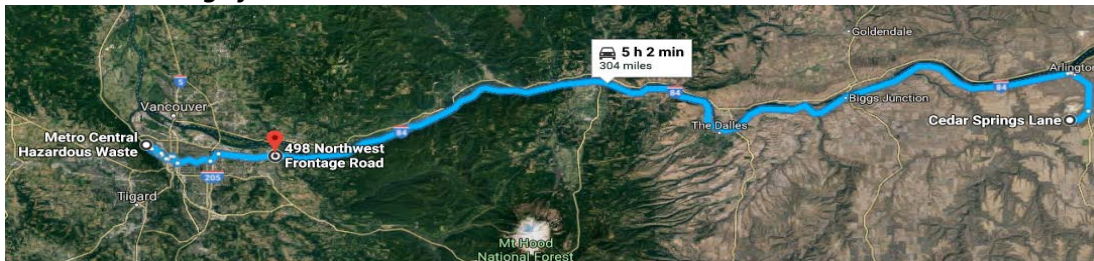 5 h 2 min
304 miles
Goldendale
5
Vancouver
84
Arlington
84
Biggs Junction
Metro Central
Hazardous Waste
498 Northwest
Frontage Road
84
The Dalles
Cedar Springs Lane
205
Tigard
Mt Hood
National Forest